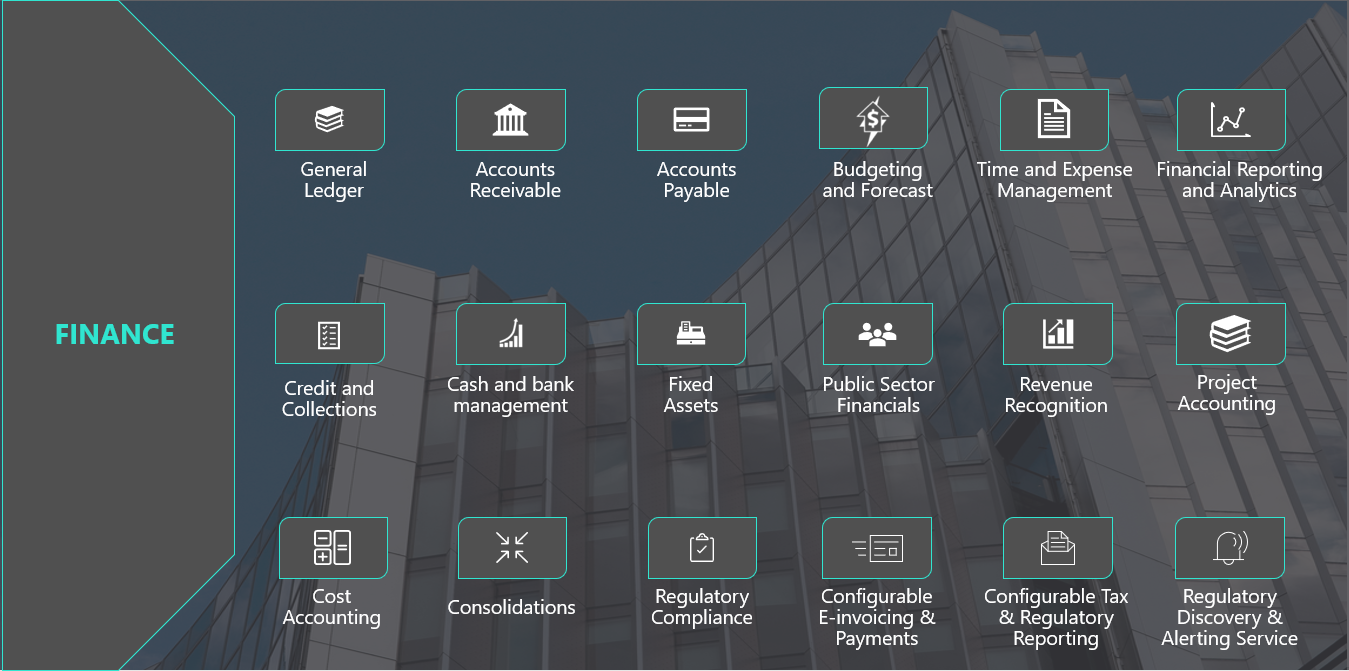 FINANCE
General
Ledger
Accounts
Receivable
Accounts
Payable
Budgeting
and Forecast
Time and Expense
Management
Financial Reporting
and Analytics
Credit and
Collections
Cash and bank
management
Fixed
Assets
Public Sector
Financials
Revenue
Recognition
Project
Accounting
Cost
Accounting
Consolidations
Regulatory
Compliance
Configurable
E-invoicing &
Payments
Configurable Tax
& Regulatory
Reporting
Regulatory
Discovery &
Alerting Service